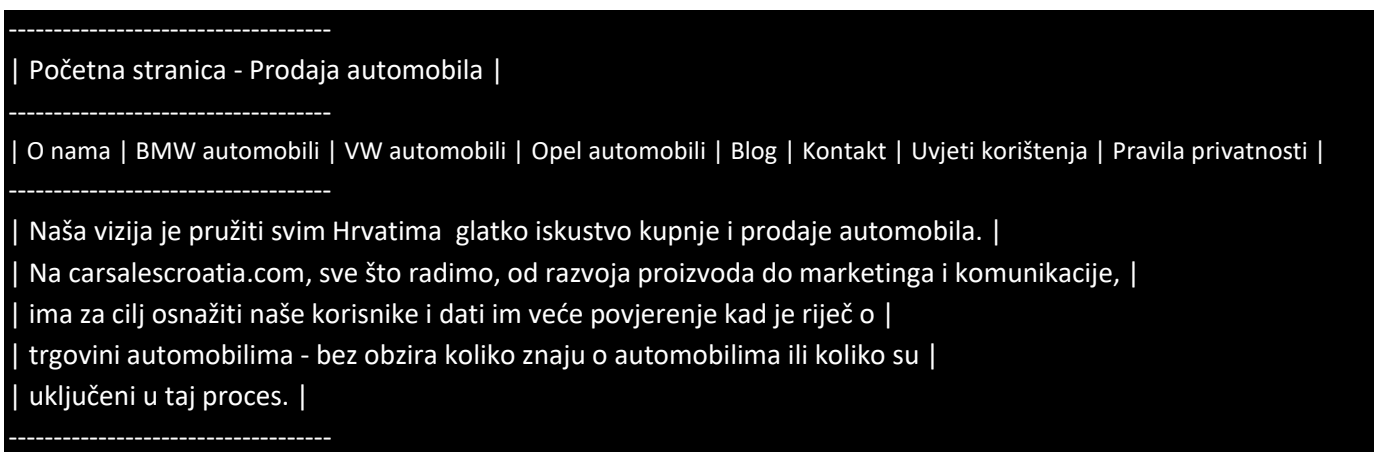 -----------------------------------
| Početna stranica - Prodaja automobila |
-----------------------------------
| O nama | BMW automobili | VW automobili | Opel automobili | Blog | Kontakt | Uvjeti korištenja | Pravila privatnosti |
-----------------------------------
| Naša vizija je pružiti svim Hrvatima  glatko iskustvo kupnje i prodaje automobila. |
| Na carsalescroatia.com, sve što radimo, od razvoja proizvoda do marketinga i komunikacije, |
| ima za cilj osnažiti naše korisnike i dati im veće povjerenje kad je riječ o |
| trgovini automobilima - bez obzira koliko znaju o automobilima ili koliko su |
| uključeni u taj proces. |
-----------------------------------